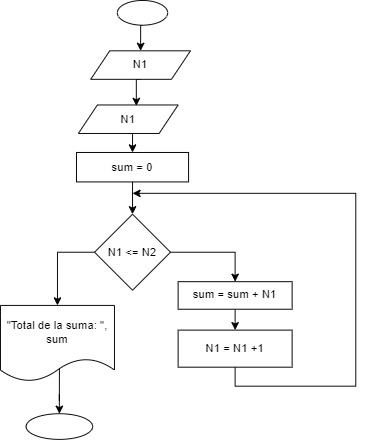 N1
N1
sum = 0
N1 <= N2
sum = sum + N1
"Total de la suma: ",
sum
N1 = N1 +1